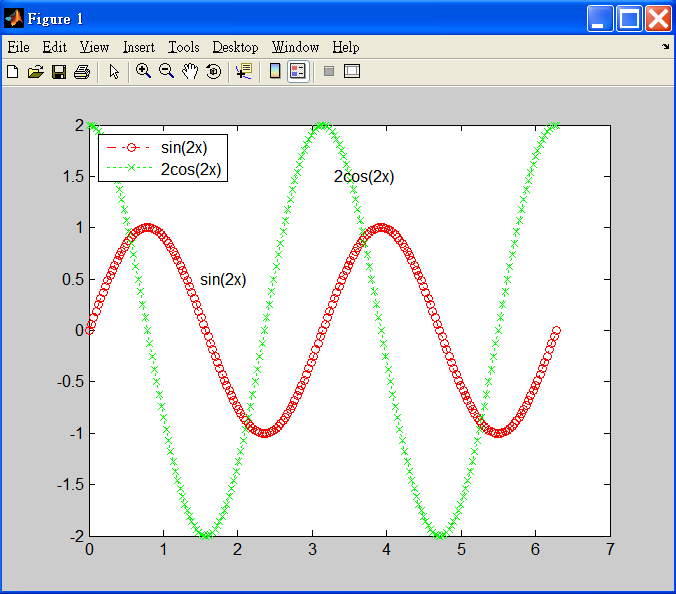 Figure 1
File Edit View Insert Tools Desktop Window Help
2
1.5
1
0.5
0
-0.5
-1
-1.5
-2
sin(2x)
2cos(2x)
2cos(2x)
sin(2x)
0 1 2 3 4 5 6 7